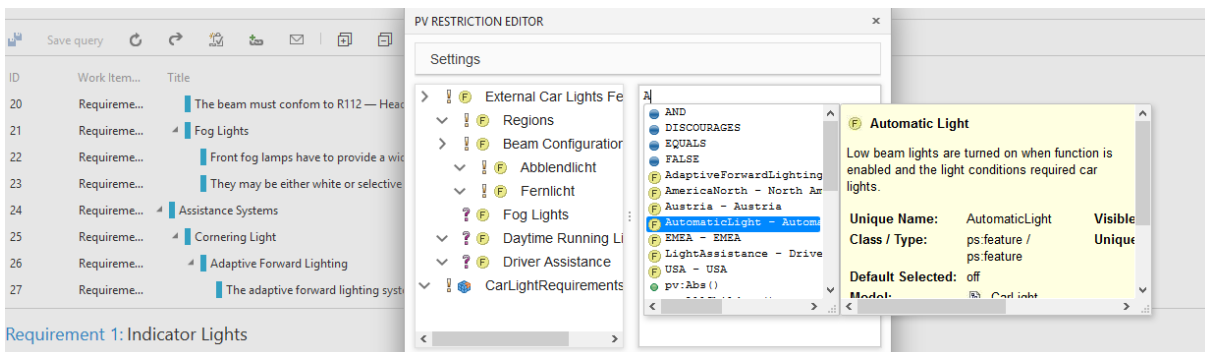 PV RESTRICTION EDITOR ×
Save query
Settings
ID Work Item... Title
20 Requireme... The beam must confom to R112 — Head
21 Requireme... Fog Lights
22 Requireme... Front fog lamps have to provide a wid
23 Requireme... They may be either white or selective
24 Requireme... Assistance Systems
25 Requireme... Cornering Light
26 Requireme... Adaptive Forward Lighting
27 Requireme... The adaptive forward lighting syst
Requirement 1: Indicator Lights
! F External Car Lights Fe
! F Regions
! F Beam Configuration
! F Abblendlicht
! F Fernlicht
? F Fog Lights
? F Daytime Running Li
? F Driver Assistance
! CarLightRequirements
A
AND
DISCOURAGES
EQUALS
FALSE
F AdaptiveForwardLighting
F AmericaNorth - North Am
F Austria - Austria
F AutomaticLight - Automa
F EMEA - EMEA
F LightAssistance - Drive
F USA - USA
pv:Abs()
F Automatic Light
Low beam lights are turned on when function is
enabled and the light conditions required car
lights.
Unique Name: AutomaticLight Visible
Class / Type: ps:feature / Unique
ps:feature
Default Selected: off
Model: CarLight